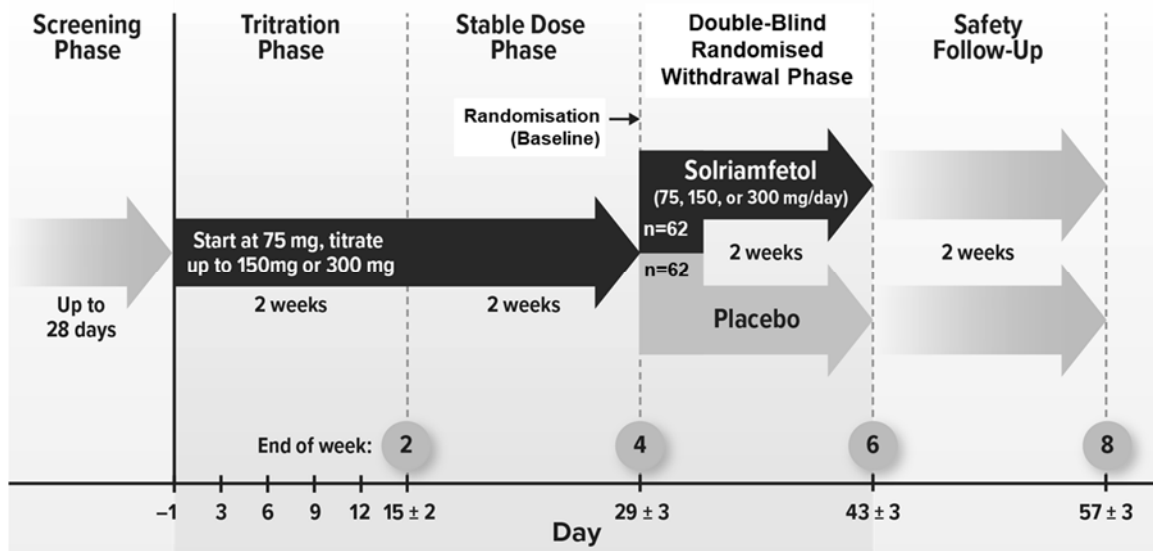 Screening
Phase
Tritration
Phase
Stable Dose
Phase
Double-Blind
Randomised
Withdrawal Phase
Safety
Follow-Up
Randomisation
(Baseline)
Solriamfetol
(75, 150, or 300 mg/day)
n=62
Start at 75 mg, titrate
up to 150mg or 300 mg
2 weeks
2 weeks
n=62
2 weeks
2 weeks
Up to
28 days
Placebo
End of week: 2 4 6 8
–1 3 6 9 12 15 ± 2 29 ± 3 43 ± 3 57 ± 3
Day